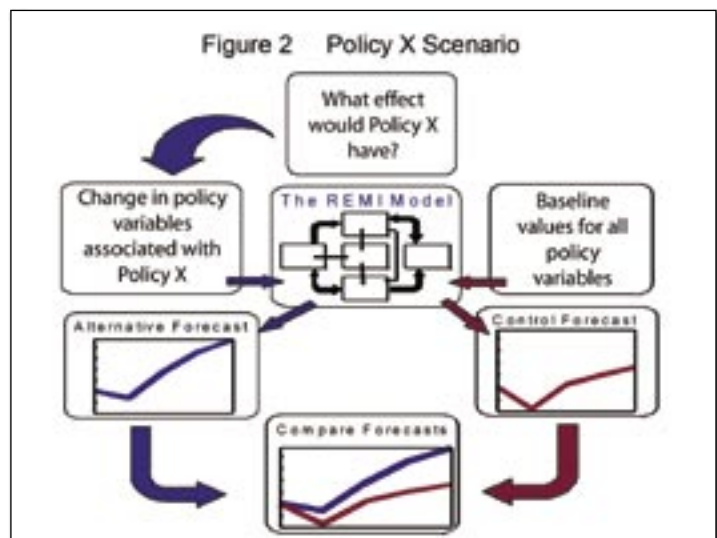 Figure 2 Policy X Scenario
What effect
would Policy X
have?
Change in policy
variables
associated with
Policy X
The REMI Model
Baseline
values for all
policy
variables
Alternative Forecast
Control Forecast
Compare Forecasts